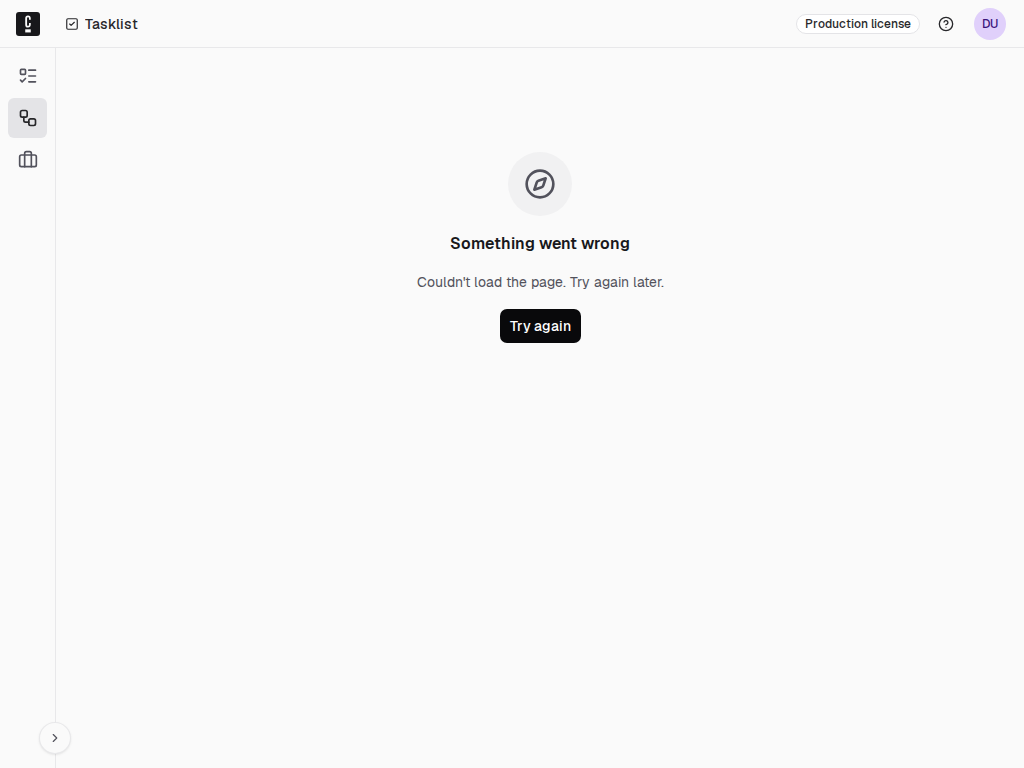 Tasklist
Production license
DU
Something went wrong
Couldn't load the page. Try again later.
Try again